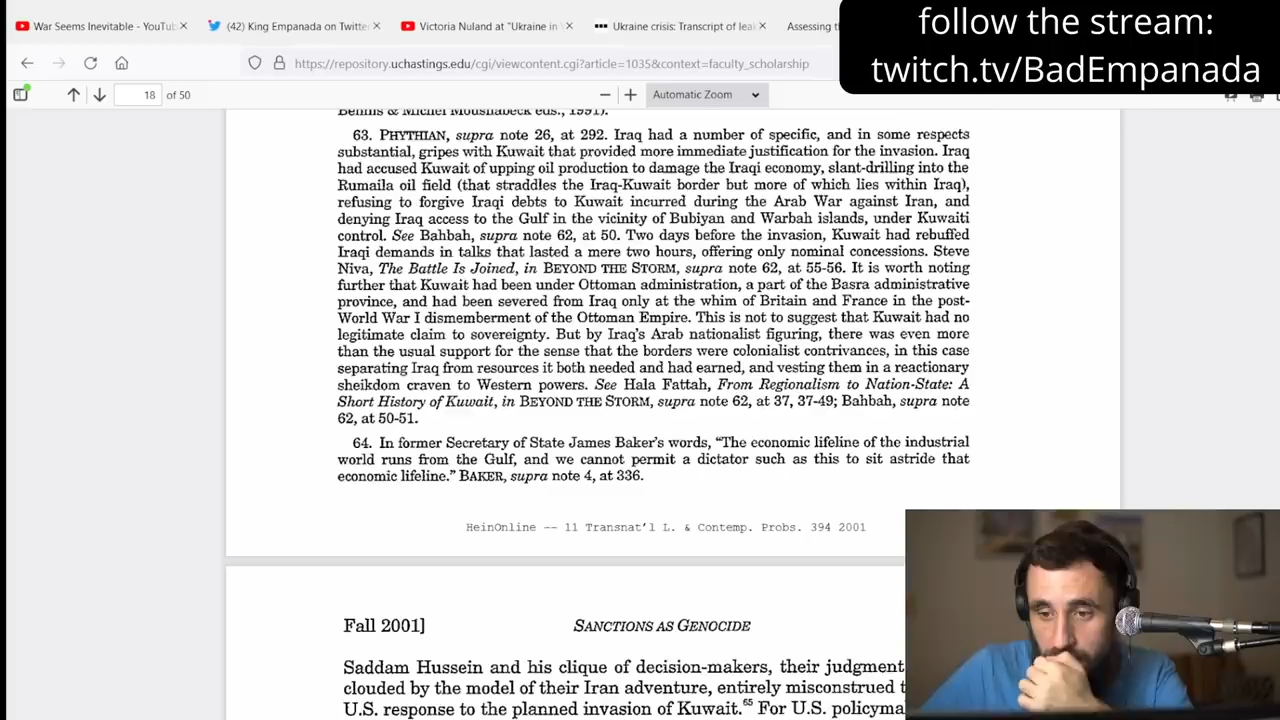 War Seems Inevitable - YouTub
(42) King Empanada on Twitte
Victoria Nuland at "Ukraine in
Ukraine crisis: Transcript of leal
Assessing th
follow the stream:
twitch.tv/BadEmpanada
https://repository.uchastings.edu/cgi/viewcontent.cgi?article=1035&context=faculty_scholarship
18 of 50
Automatic Zoom
63. PHYTHIAN, supra note 26, at 292. Iraq had a number of specific, and in some respects
substantial, gripes with Kuwait that provided more immediate justification for the invasion. Iraq
had accused Kuwait of upping oil production to damage the Iraqi economy, slant-drilling into the
Rumaila oil field (that straddles the Iraq-Kuwait border but more of which lies within Iraq),
refusing to forgive Iraqi debts to Kuwait incurred during the Arab War against Iran, and
denying Iraq access to the Gulf in the vicinity of Bubiyan and Warbah islands, under Kuwaiti
control. See Bahbah, supra note 62, at 50. Two days before the invasion, Kuwait had rebuffed
Iraqi demands in talks that lasted a mere two hours, offering only nominal concessions. Steve
Niva, The Battle Is Joined, in BEYOND THE STORM, supra note 62, at 55-56. It is worth noting
further that Kuwait had been under Ottoman administration, a part of the Basra administrative
province, and had been severed from Iraq only at the whim of Britain and France in the post-
World War I dismemberment of the Ottoman Empire. This is not to suggest that Kuwait had no
legitimate claim to sovereignty. But by Iraq's Arab nationalist figuring, there was even more
than the usual support for the sense that the borders were colonialist contrivances, in this case
separating Iraq from resources it both needed and had earned, and vesting them in a reactionary
sheikdom craven to Western powers. See Hala Fattah, From Regionalism to Nation-State: A
Short History of Kuwait, in BEYOND THE STORM, supra note 62, at 37, 37-49; Bahbah, supra note
62, at 50-51.
64. In former Secretary of State James Baker's words, "The economic lifeline of the industrial
world runs from the Gulf, and we cannot permit a dictator such as this to sit astride that
economic lifeline." BAKER, supra note 4, at 336.
HeinOnline -- 11 Transnat'l L. & Contemp. Probs. 394 2001
Fall 2001] SANCTIONS AS GENOCIDE
Saddam Hussein and his clique of decision-makers, their judgment
clouded by the model of their Iran adventure, entirely misconstrued t
U.S. response to the planned invasion of Kuwait.65 For U.S. policyma